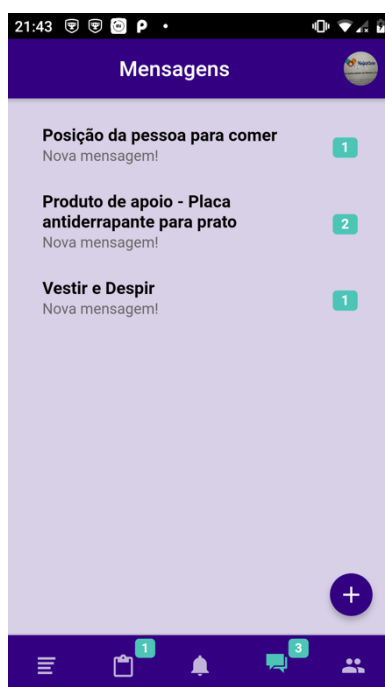 21:43
Mensagens
Posição da pessoa para comer
Nova mensagem!
1
Produto de apoio - Placa
antiderrapante para prato
Nova mensagem!
2
Vestir e Despir
Nova mensagem!
1
1
3